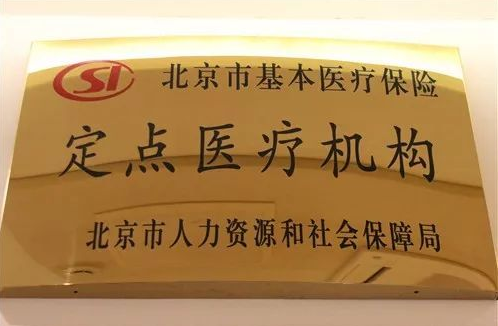 SI 北京市基本医疗保险
定点医疗机构
北京市人力资源和社会保障局